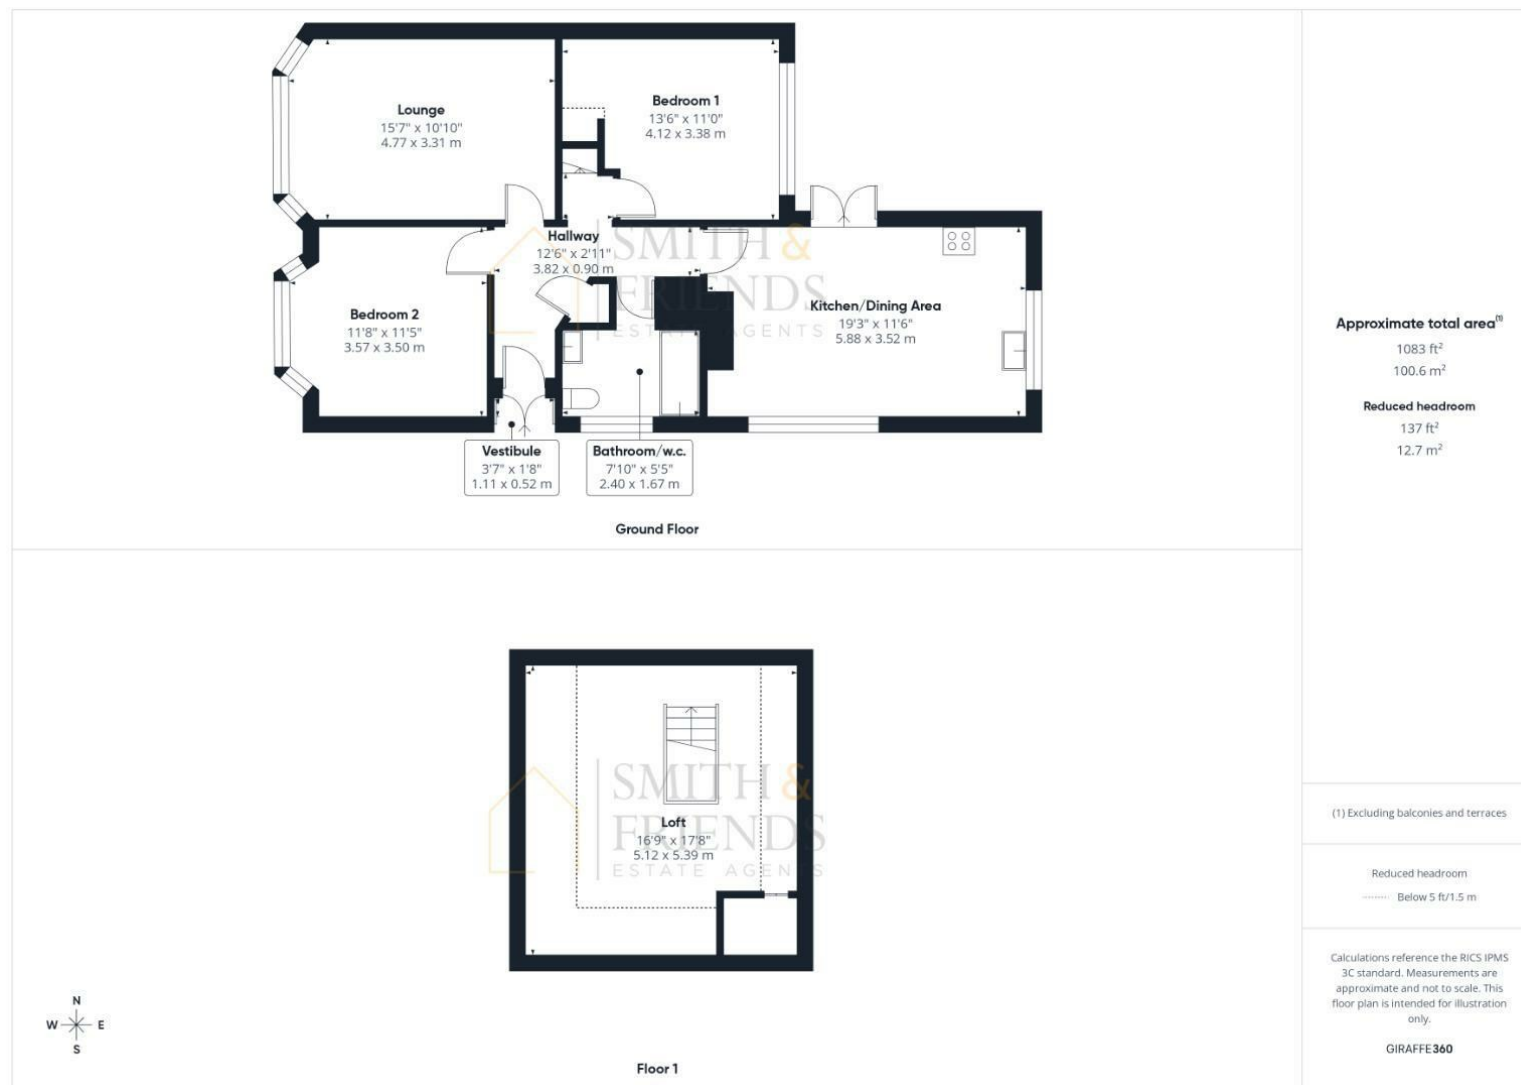 Lounge
15'7" x 10'10"
4.77 x 3.31 m
Bedroom 1
13'6" x 11'0"
4.12 x 3.38 m
Hallway
12'6" x 2'11"
3.82 x 0.90 m
SMITH &
FRIENDS
ESTATE AGENTS
Bedroom 2
11'8" x 11'5"
3.57 x 3.50 m
Kitchen/Dining Area
19'3" x 11'6"
5.88 x 3.52 m
Vestibule
3'7" x 1'8"
1.11 x 0.52 m
Bathroom/w.c.
7'10" x 5'5"
2.40 x 1.67 m
Ground Floor
SMITH &
FRIENDS
ESTATE AGENTS
Loft
16'9" x 17'8"
5.12 x 5.39 m
N
W E
S
Floor 1
Approximate total area(1)
1083 ft²
100.6 m²
Reduced headroom
137 ft²
12.7 m²
(1) Excluding balconies and terraces
Reduced headroom
Below 5 ft/1.5 m
Calculations reference the RICS IPMS
3C standard. Measurements are
approximate and not to scale. This
floor plan is intended for illustration
only.
GIRAFFE360